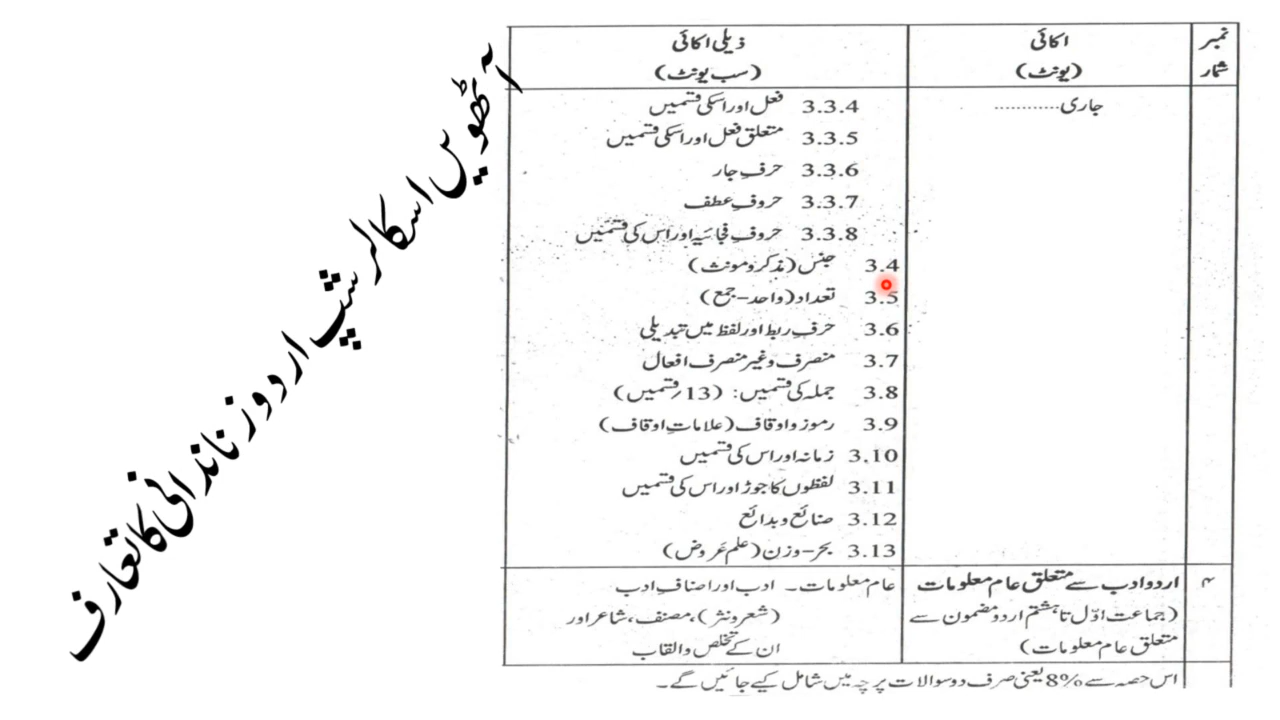 آٹھویں اسکالرشپ اردو زناندانی کا تعارف
نمبر شمار
اکائی (یونٹ)
ذیلی اکائی (سب یونٹ)
جاری............
3.3.4 فعل اور اسکی قسمیں
3.3.5 متعلق فعل اور اسکی قسمیں
3.3.6 حرفِ جار
3.3.7 حروفِ عطف
3.3.8 حروفِ فجائیہ اور اس کی قسمیں
3.4 جنس (مذکر و مونث)
3.5 تعداد (واحد-جمع)
3.6 حرفِ ربط اور لفظ میں تبدیلی
3.7 منصرف و غیر منصرف افعال
3.8 جملہ کی قسمیں: (13/قسمیں)
3.9 رموز و اوقاف (علاماتِ اوقاف)
3.10 زمانہ اور اس کی قسمیں
3.11 لفظوں کا جوڑ اور اس کی قسمیں
3.12 صنائع و بدائع
3.13 بحر-وزن (علم عَروض)
۴
اردو ادب سے متعلق عام معلومات
(جماعت اوّل تا ہشتم اردو مضمون سے
متعلق عام معلومات)
عام معلومات۔ ادب اور اصنافِ ادب
(شعر و نثر)، مصنف، شاعر اور
ان کے تخلص والقاب
اس حصہ سے 8% یعنی صرف دو سوالات پرچہ میں شامل کیے جائیں گے۔